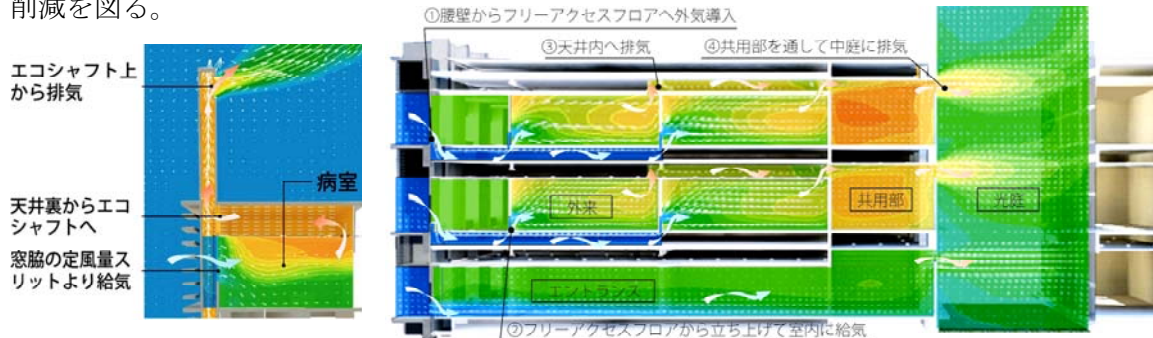 削減を図る。
エコシャフト上
から排気
病室
天井裏からエコ
シャフトへ
窓脇の定風量ス
リットより給気
①腰壁からフリーアクセスフロアへ外気導入
③天井内へ排気
④共用部を通して中庭に排気
外来
共用部
光庭
エントランス
②フリーアクセスフロアから立ち上げて室内に給気